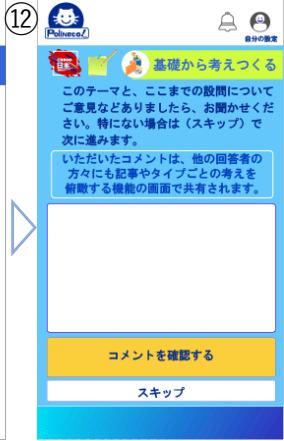 ⑫
Poliveco!
自分の設定
日本
基礎から考えつくる
このテーマと、ここまでの設問について
ご意見などありましたら、お聞かせくだ
さい。特にない場合は（スキップ）で
次に進みます。
いただいたコメントは、他の回答者の
方々にも記事やタイプごとの考えを
俯瞰する機能の画面で共有されます。
コメントを確認する
スキップ